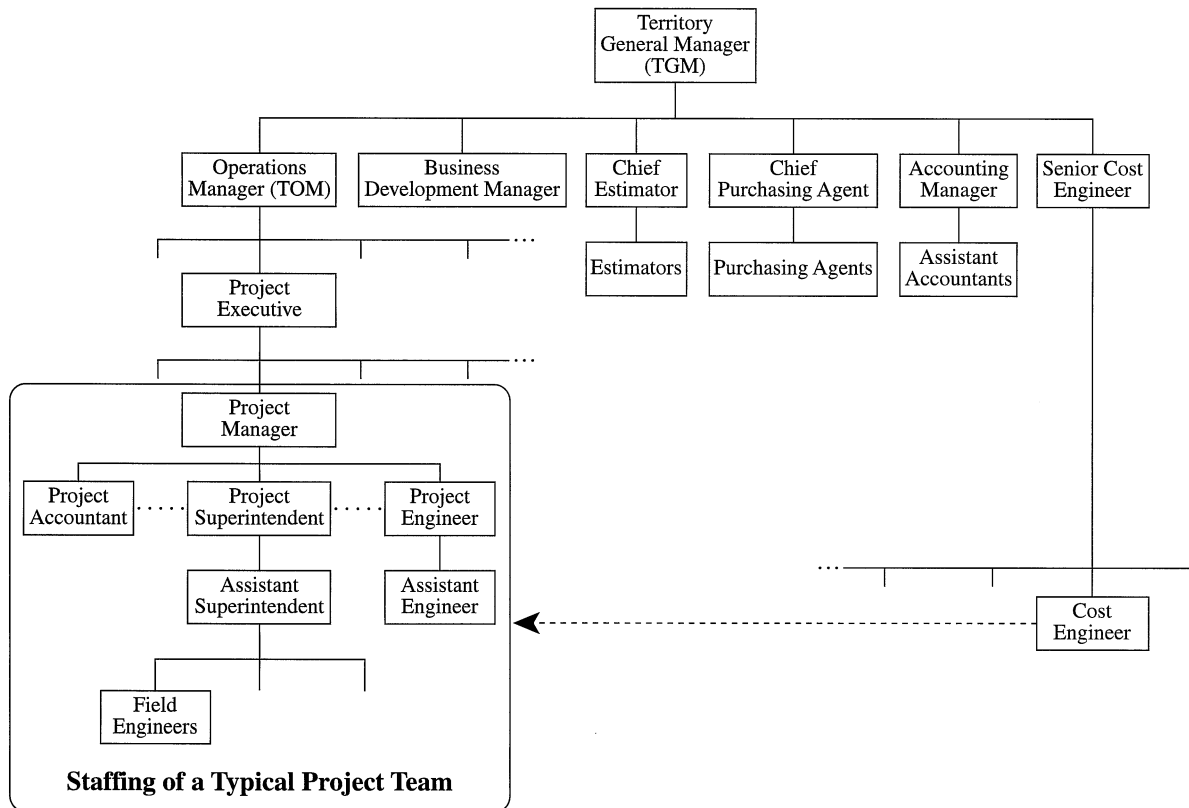 Territory
General Manager
(TGM)
Operations
Manager (TOM)
Business
Development Manager
Chief
Estimator
Chief
Purchasing Agent
Accounting
Manager
Senior Cost
Engineer
...
Estimators
Purchasing Agents
Assistant
Accountants
Project
Executive
...
Project
Manager
Project
Accountant
Project
Superintendent
Project
Engineer
...
Assistant
Superintendent
Assistant
Engineer
Cost
Engineer
Field
Engineers
Staffing of a Typical Project Team